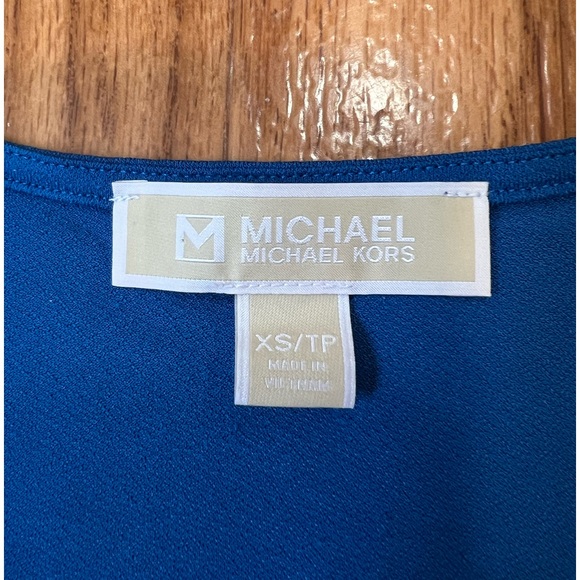 M MICHAEL
MICHAEL KORS
XS/TP
MADE IN
VIETNAM